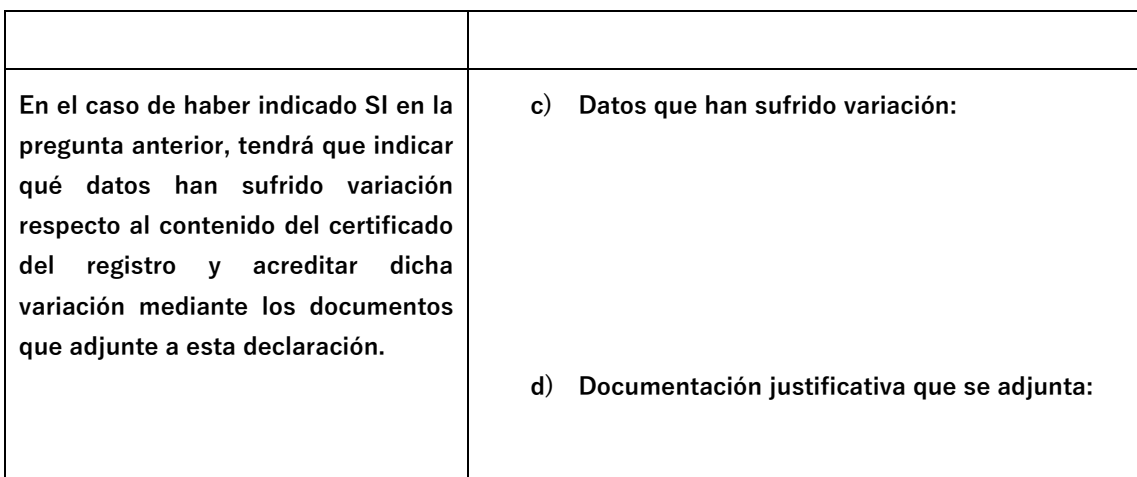 En el caso de haber indicado SI en la
pregunta anterior, tendrá que indicar
qué datos han sufrido variación
respecto al contenido del certificado
del registro y acreditar dicha
variación mediante los documentos
que adjunte a esta declaración.
c) Datos que han sufrido variación:
d) Documentación justificativa que se adjunta: